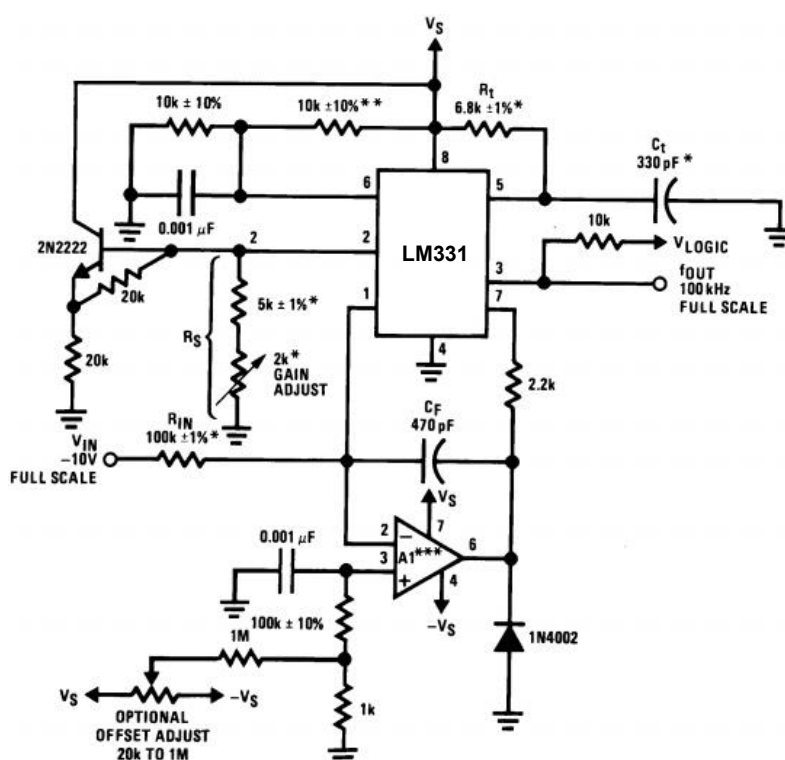 VS
Rt
10k ± 10%
10k ±10%**
6.8k ±1%*
Ct
330 pF*
8
6
5
0.001 μF
2N2222
2
2
LM331
10k
VLOGIC
fOUT
100 kHz
FULL SCALE
3
20k
5k ±1%*
1
7
RS
20k
2k*
GAIN
ADJUST
4
2.2k
CF
470 pF
RIN
100k ±1%*
VIN
−10V
FULL SCALE
VS
7
2
−
0.001 μF
A1***
6
3
+
4
−VS
100k ± 10%
1M
1N4002
VS
−VS
1k
OPTIONAL
OFFSET ADJUST
20k TO 1M